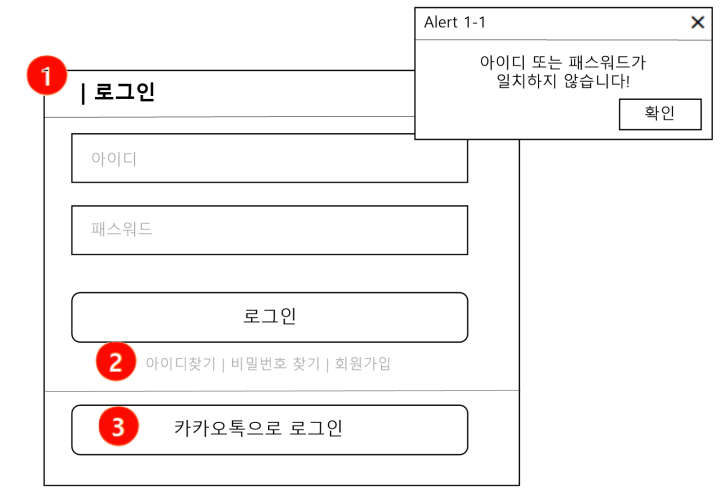 Alert 1-1
아이디 또는 패스워드가
일치하지 않습니다!
확인
1
| 로그인
아이디
패스워드
로그인
2
아이디찾기 | 비밀번호 찾기 | 회원가입
3
카카오톡으로 로그인